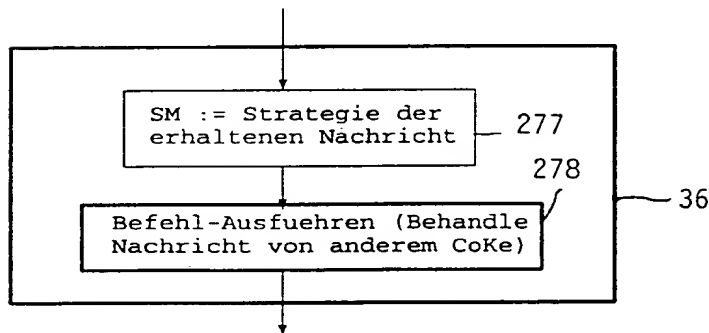 SM := Strategie der
erhaltenen Nachricht
277
278
Befehl-Ausfuehren (Behandle
Nachricht von anderem CoKe)
36